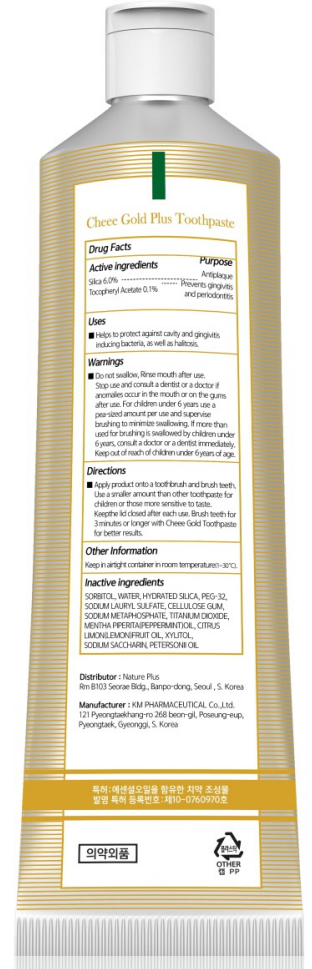 Cheee Gold Plus Toothpaste
Drug Facts
Active ingredients Purpose
Silca 6.0% Antiplaque
Tocopheryl Acetate 0.1% Prevents gingivitis
and periodontitis
Uses
■ Helps to protect against cavity and gingivitis
inducing bacteria, as well as halitosis.
Warnings
■ Do not swallow, Rinse mouth after use.
Stop use and consult a dentist or a doctor if
anomalies occur in the mouth or on the gums
after use. For children under 6 years use a
pea-sized amount per use and supervise
brushing to minimize swallowing. If more than
used for brushing is swallowed by children under
6 years, consult a doctor or a dentist immediately.
Keep out of reach of children under 6 years of age.
Directions
■ Apply product onto a toothbrush and brush teeth.
Use a smaller amount than other toothpaste for
children or those more sensitive to taste.
Keepthe lid closed after each use. Brush teeth for
3 minutes or longer with Cheee Gold Toothpaste
for better results.
Other Information
Keep in airtight container in room temperature(1~30°C).
Inactive ingredients
SORBITOL, WATER, HYDRATED SILICA, PEG-32,
SODIUM LAURYL SULFATE, CELLULOSE GUM,
SODIUM METAPHOSPHATE, TITANIUM DIOXIDE,
MENTHA PIPERITA(PEPPERMINT)OIL, CITRUS
LIMON(LEMON)FRUIT OIL, XYLITOL,
SODIUM SACCHARIN, PETERSONII OIL
Distributor : Nature Plus
Rm B103 Seorae Bldg., Banpo-dong, Seoul , S. Korea
Manufacturer : KM PHARMACEUTICAL Co.,Ltd.
121 Pyeongtaekhang-ro 268 beon-gil, Poseung-eup,
Pyeongtaek, Gyeonggi, S. Korea
특허:에센셜오일을 함유한 치약 조성물
발명 특허 등록번호:제10-0760970호
의약외품
플라스틱
OTHER
캡 PP